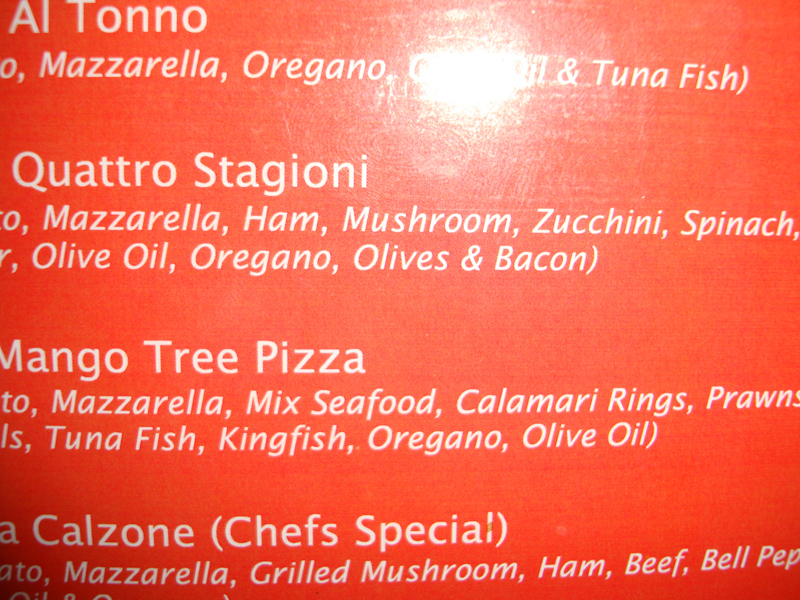 Al Tonno
o, Mazzarella, Oregano, Oil & Tuna Fish)
Quattro Stagioni
to, Mazzarella, Ham, Mushroom, Zucchini, Spinach,
r, Olive Oil, Oregano, Olives & Bacon)
Mango Tree Pizza
to, Mazzarella, Mix Seafood, Calamari Rings, Prawns
ls, Tuna Fish, Kingfish, Oregano, Olive Oil)
a Calzone (Chefs Special)
ato, Mazzarella, Grilled Mushroom, Ham, Beef, Bell Pep